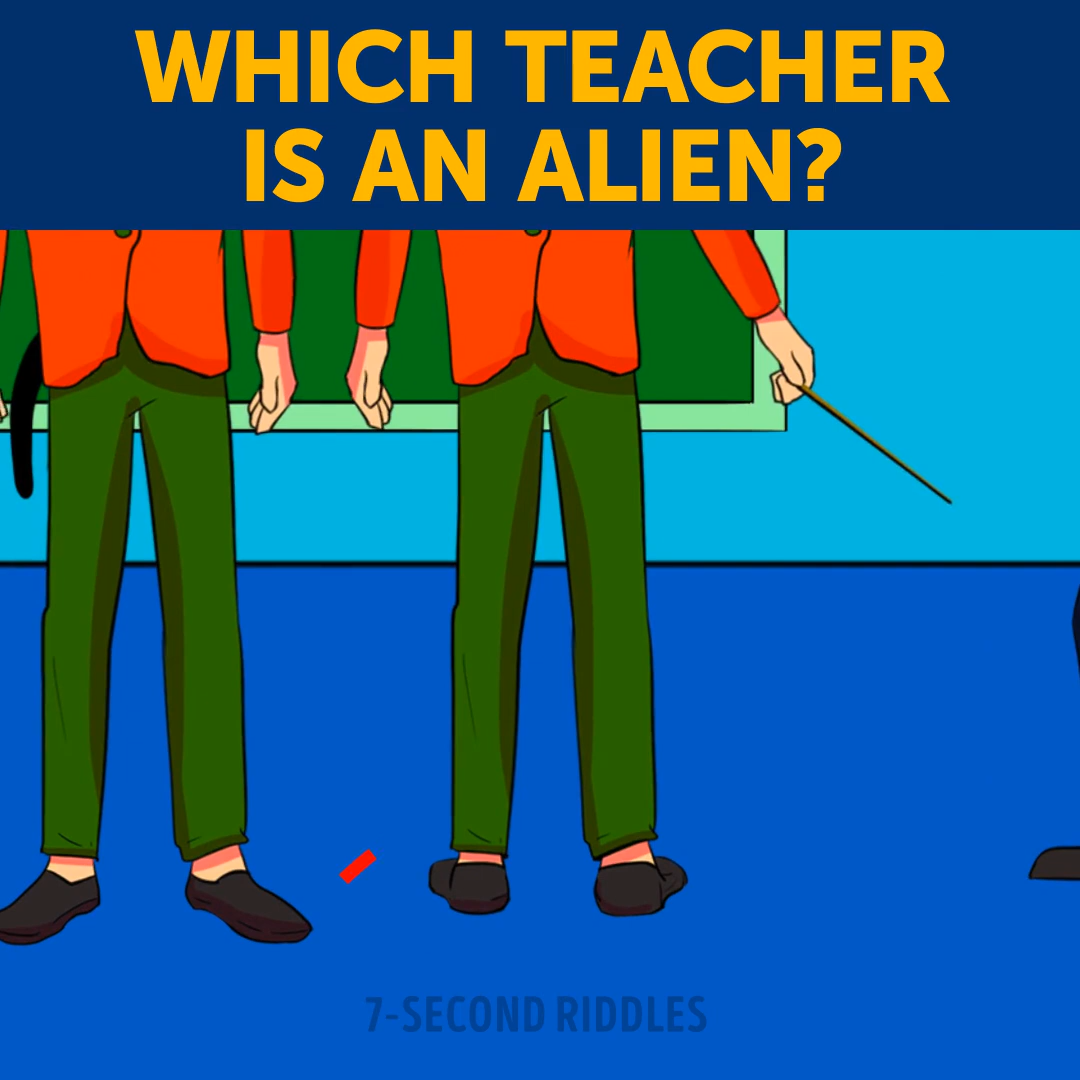 WHICH TEACHER
IS AN ALIEN?
7-SECOND RIDDLES